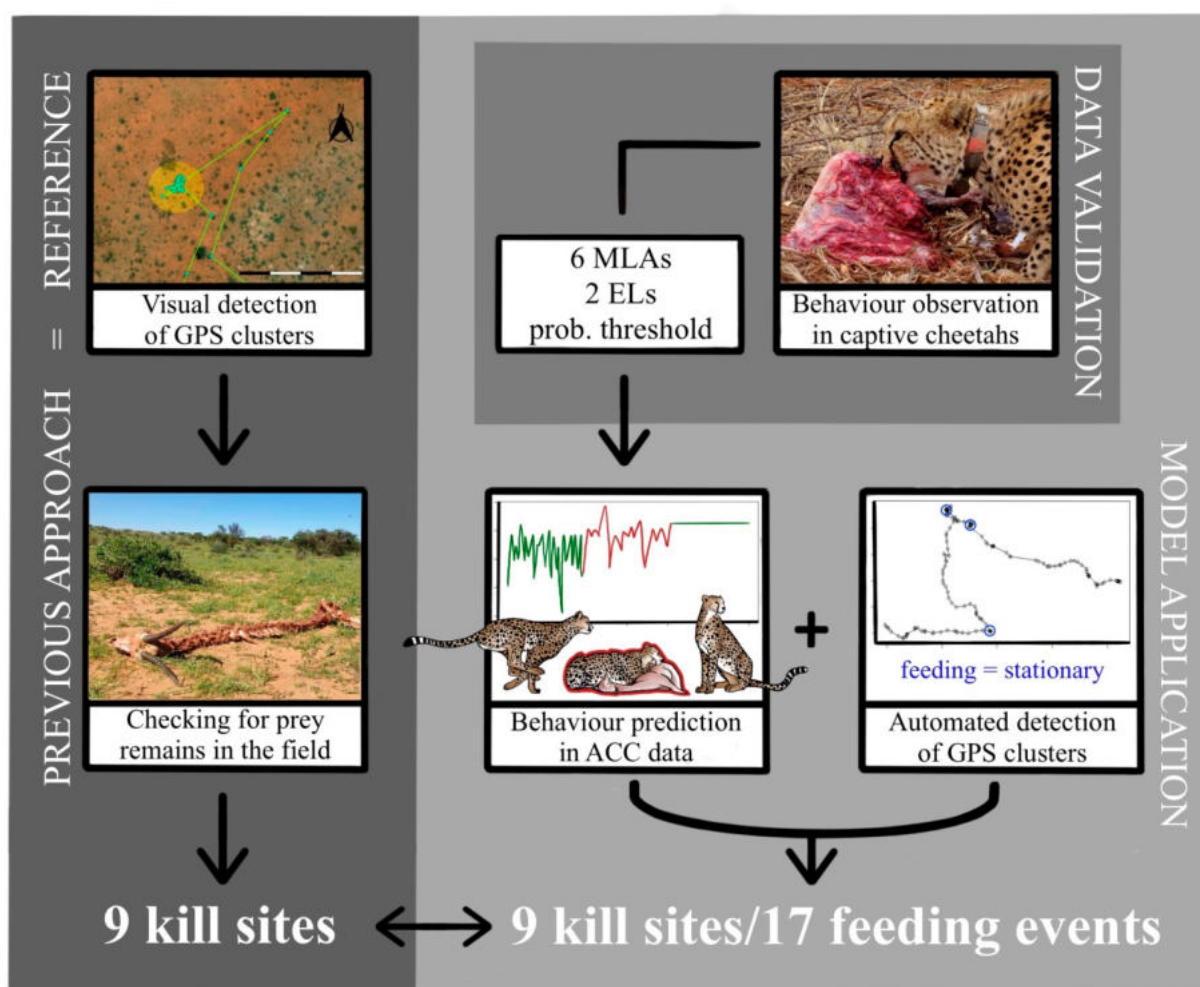 PREVIOUS APPROACH = REFERENCE
Visual detection
of GPS clusters
Checking for prey
remains in the field
9 kill sites
DATA VALIDATION
6 MLAs
2 ELs
prob. threshold
Behaviour observation
in captive cheetahs
MODEL APPLICATION
Behaviour prediction
in ACC data
+
feeding = stationary
Automated detection
of GPS clusters
9 kill sites/17 feeding events